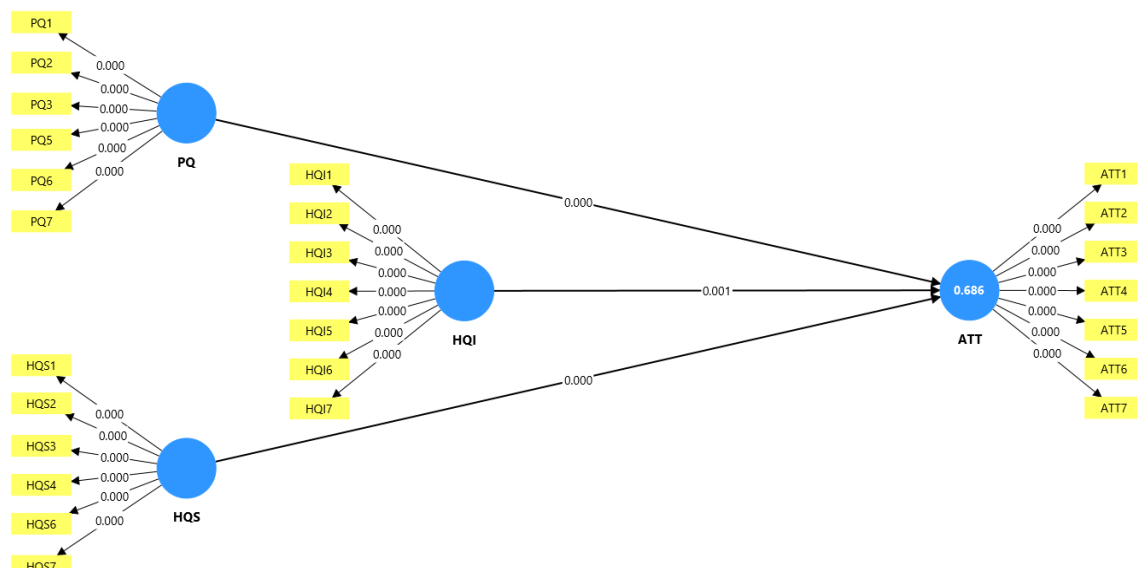 PQ1
PQ2
PQ3
PQ5
PQ6
PQ7
0.000
0.000
0.000
0.000
0.000
0.000
PQ
0.000
HQI1
HQI2
HQI3
HQI4
HQI5
HQI6
HQI7
0.000
0.000
0.000
0.000
0.000
0.000
0.000
HQI
0.001
HQS1
HQS2
HQS3
HQS4
HQS6
HQS7
0.000
0.000
0.000
0.000
0.000
0.000
HQS
0.000
0.686
ATT
0.000
0.000
0.000
0.000
0.000
0.000
0.000
ATT1
ATT2
ATT3
ATT4
ATT5
ATT6
ATT7